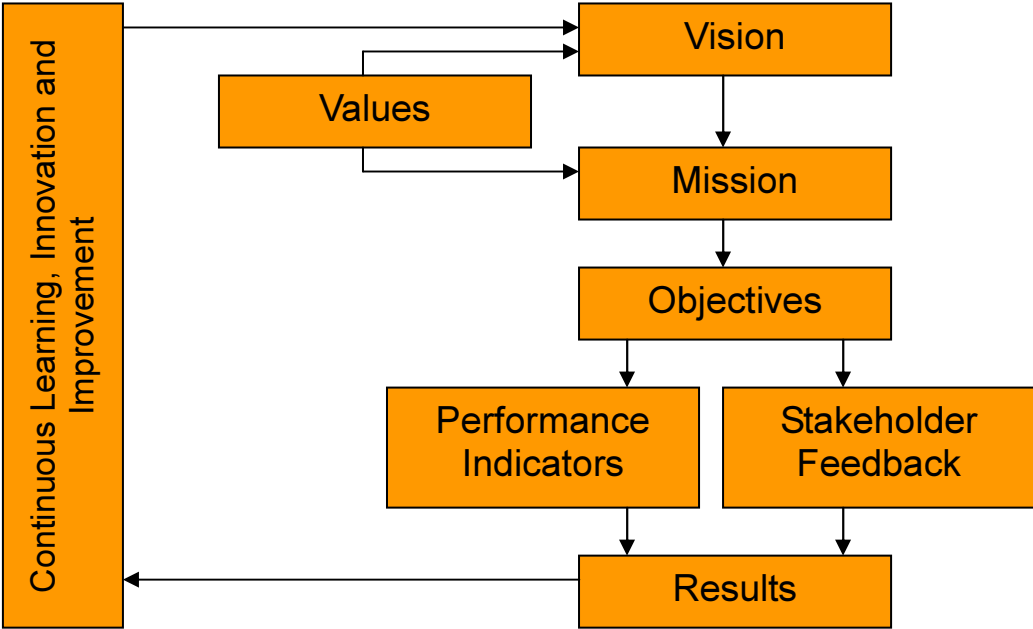 Continuous Learning, Innovation and
Improvement
Vision
Values
Mission
Objectives
Performance
Indicators
Stakeholder
Feedback
Results